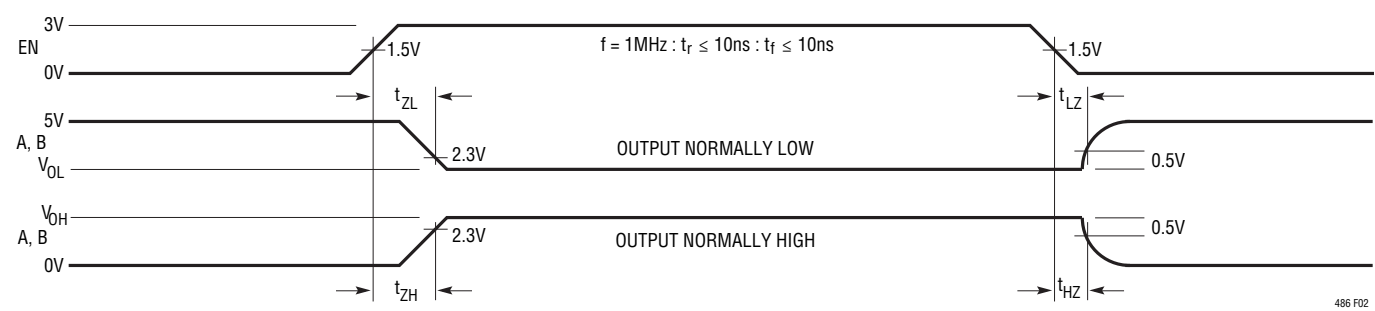 3V
EN
0V
1.5V
f = 1MHz : tr ≤ 10ns : tf ≤ 10ns
1.5V
tZL
tLZ
5V
A, B
VOL
2.3V
OUTPUT NORMALLY LOW
0.5V
VOH
A, B
0V
2.3V
OUTPUT NORMALLY HIGH
0.5V
tZH
tHZ
486 F02